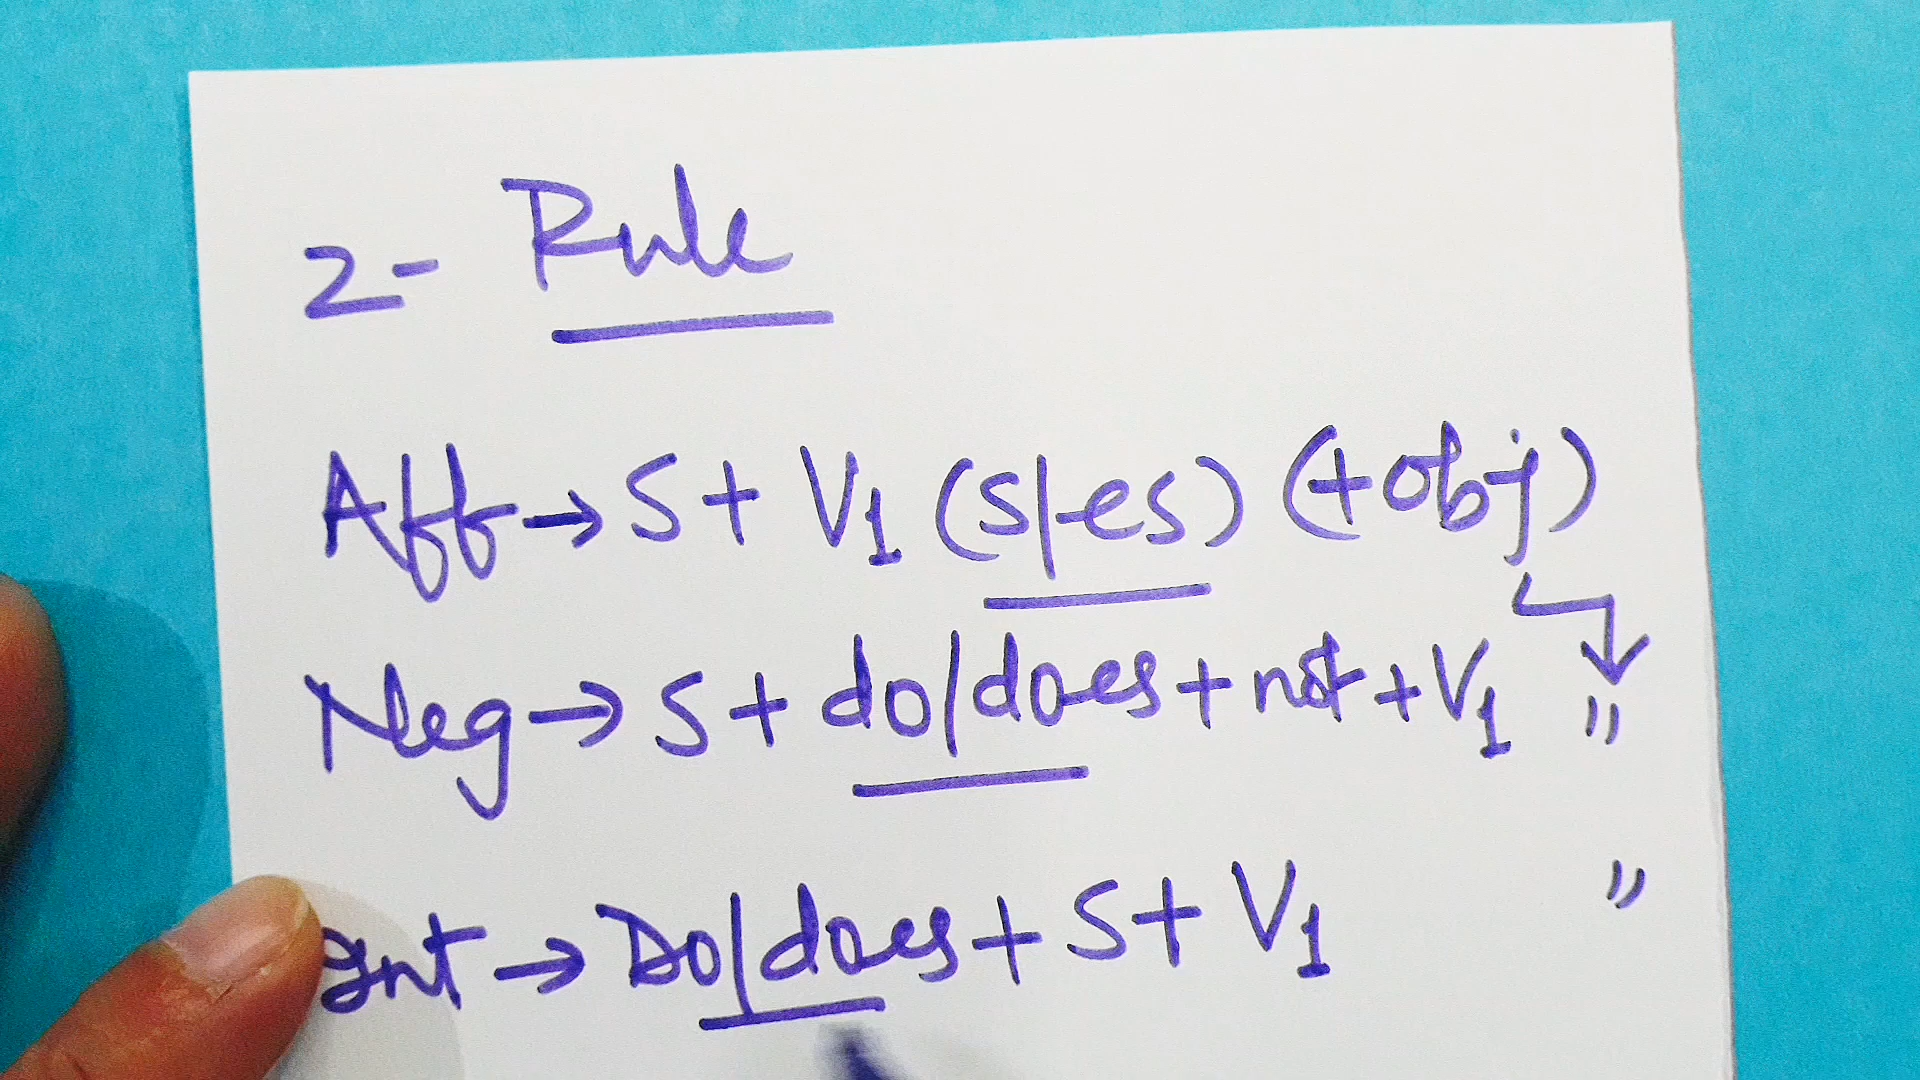 2- Rule
Aff → S + V1 (s/es) (+obj)
Neg → S + do/does + not + V1 "
Int → Do/does + S + V1 "